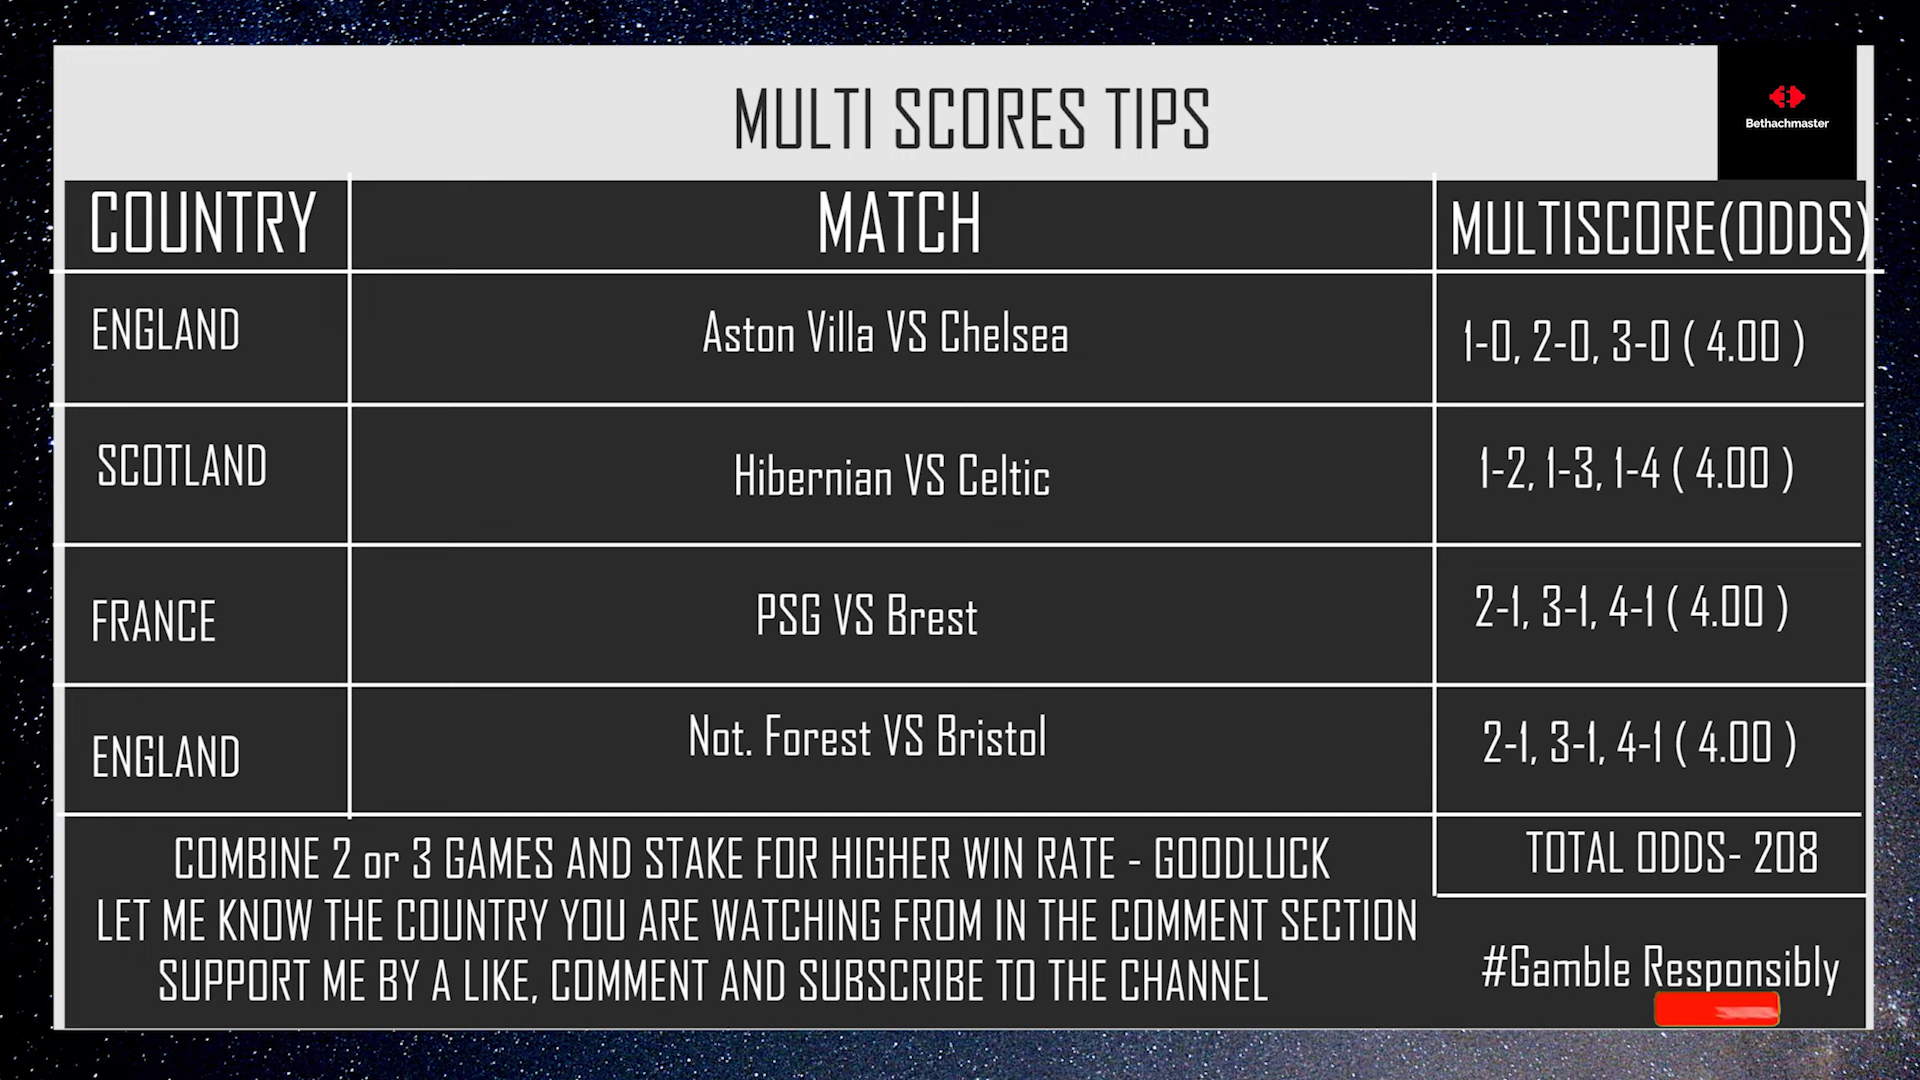 MULTI SCORES TIPS
Bethachmaster
COUNTRY MATCH MULTISCORE(ODDS)
ENGLAND Aston Villa VS Chelsea 1-0, 2-0, 3-0 ( 4.00 )
SCOTLAND Hibernian VS Celtic 1-2, 1-3, 1-4 ( 4.00 )
FRANCE PSG VS Brest 2-1, 3-1, 4-1 ( 4.00 )
ENGLAND Not. Forest VS Bristol 2-1, 3-1, 4-1 ( 4.00 )
COMBINE 2 or 3 GAMES AND STAKE FOR HIGHER WIN RATE - GOODLUCK
TOTAL ODDS- 208
LET ME KNOW THE COUNTRY YOU ARE WATCHING FROM IN THE COMMENT SECTION
SUPPORT ME BY A LIKE, COMMENT AND SUBSCRIBE TO THE CHANNEL
#Gamble Responsibly